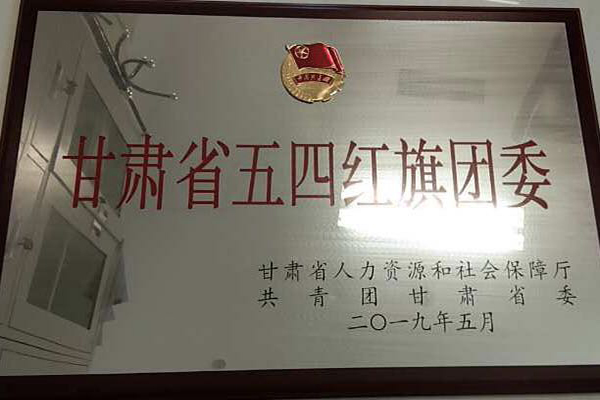 甘肃省五四红旗团委
甘肃省人力资源和社会保障厅
共青团甘肃省委
二〇一九年五月